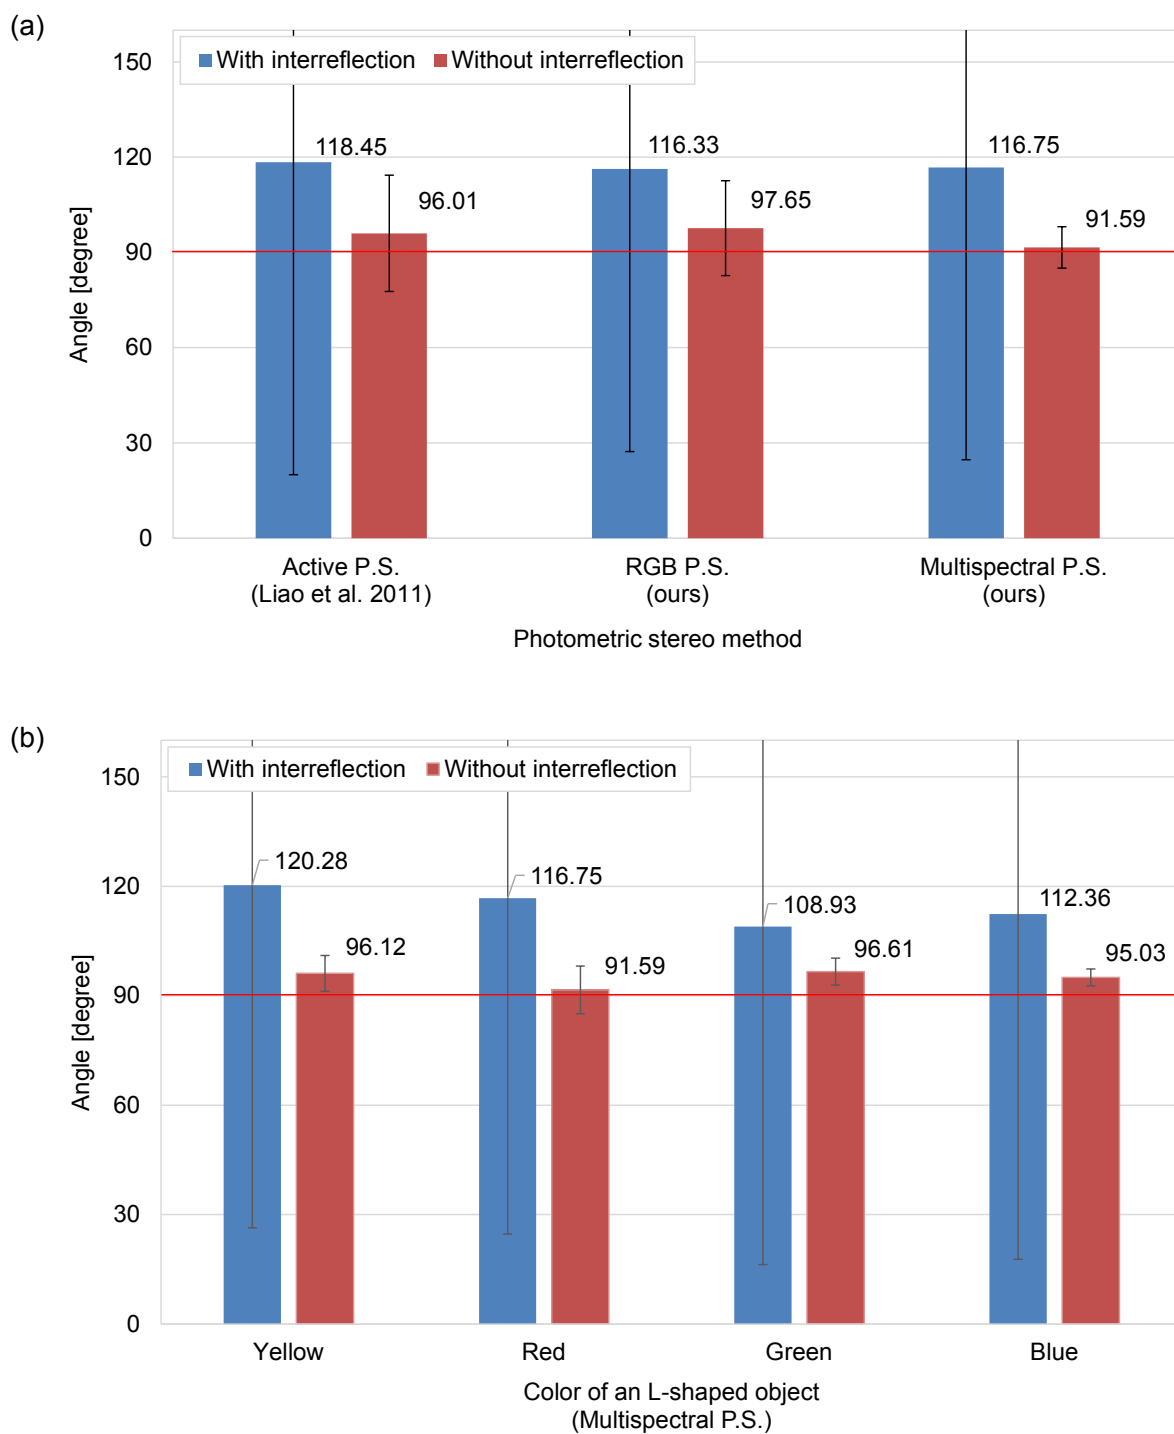 (a)
With interreflection Without interreflection
150
120
90
60
30
0
Angle [degree]
118.45
96.01
116.33
97.65
116.75
91.59
Active P.S.
(Liao et al. 2011)
RGB P.S.
(ours)
Multispectral P.S.
(ours)
Photometric stereo method
(b)
With interreflection Without interreflection
150
120
90
60
30
0
Angle [degree]
120.28
96.12
116.75
91.59
108.93
96.61
112.36
95.03
Yellow Red Green Blue
Color of an L-shaped object
(Multispectral P.S.)